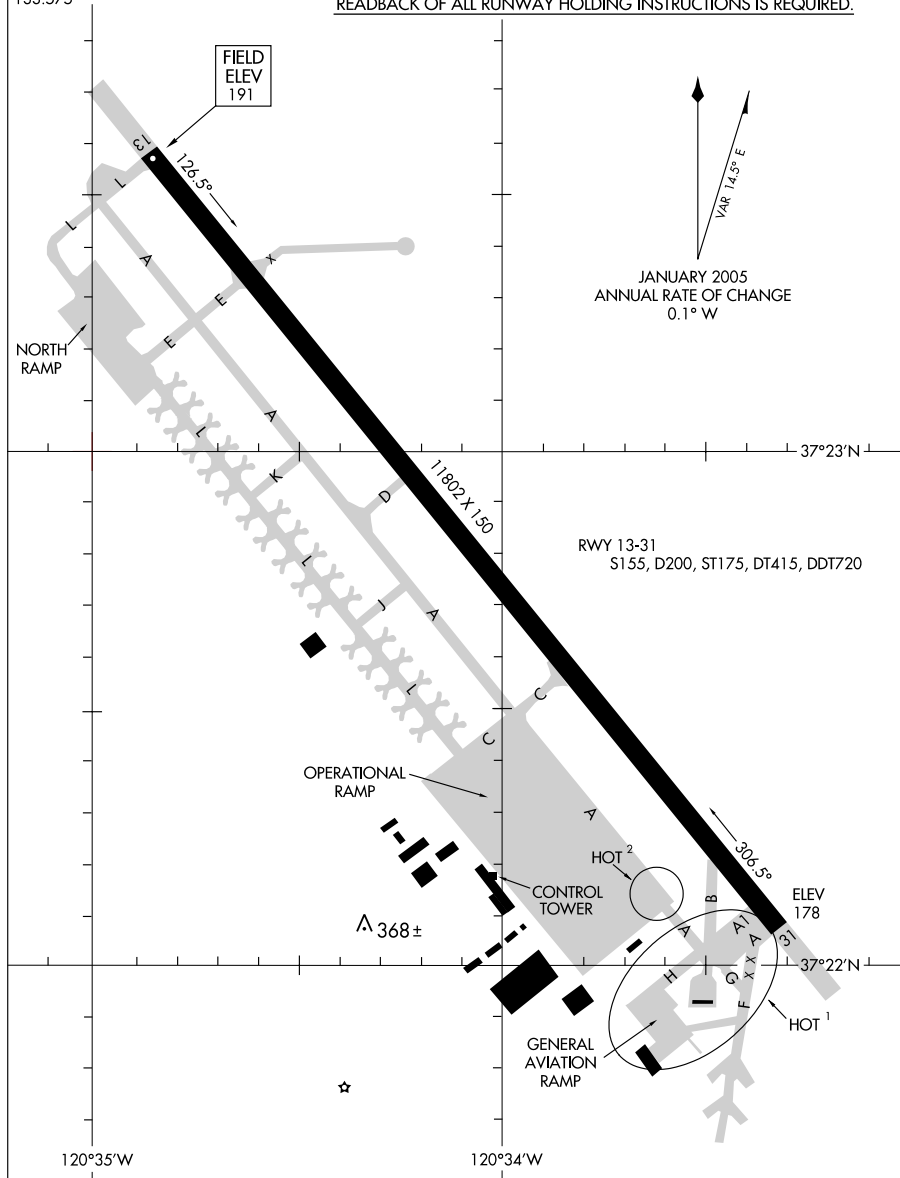 READBACK OF ALL RUNWAY HOLDING INSTRUCTIONS IS REQUIRED.
FIELD
ELEV
191
13
126.5°
VAR 14.5° E
JANUARY 2005
ANNUAL RATE OF CHANGE
0.1° W
L
L
A
X
E
E
NORTH
RAMP
A
L
K
D
37°23'N
11802 X 150
RWY 13-31
S155, D200, ST175, DT415, DDT720
L
J
A
L
C
C
OPERATIONAL
RAMP
A
HOT 2
306.5°
CONTROL
TOWER
B
ELEV
178
368±
A
A1
A
31
37°22'N
H
G
X
X
F
HOT 1
GENERAL
AVIATION
RAMP
120°35'W
120°34'W